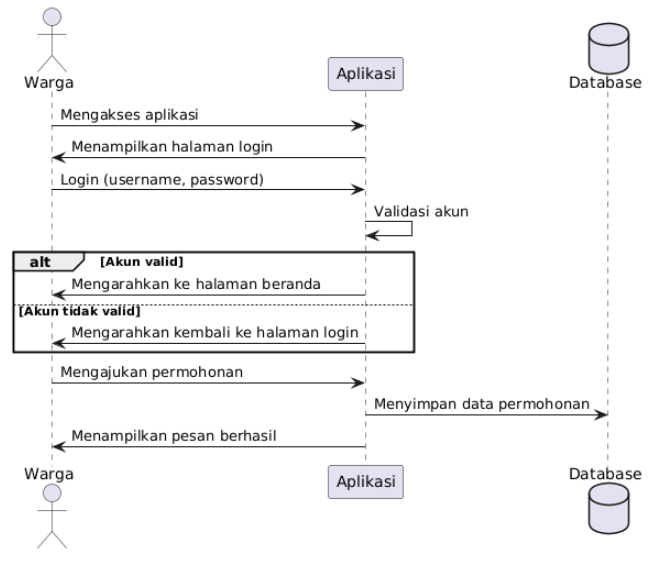 Warga
Aplikasi
Database
Mengakses aplikasi
Menampilkan halaman login
Login (username, password)
Validasi akun
alt [Akun valid]
Mengarahkan ke halaman beranda
[Akun tidak valid]
Mengarahkan kembali ke halaman login
Mengajukan permohonan
Menyimpan data permohonan
Menampilkan pesan berhasil
Warga
Aplikasi
Database